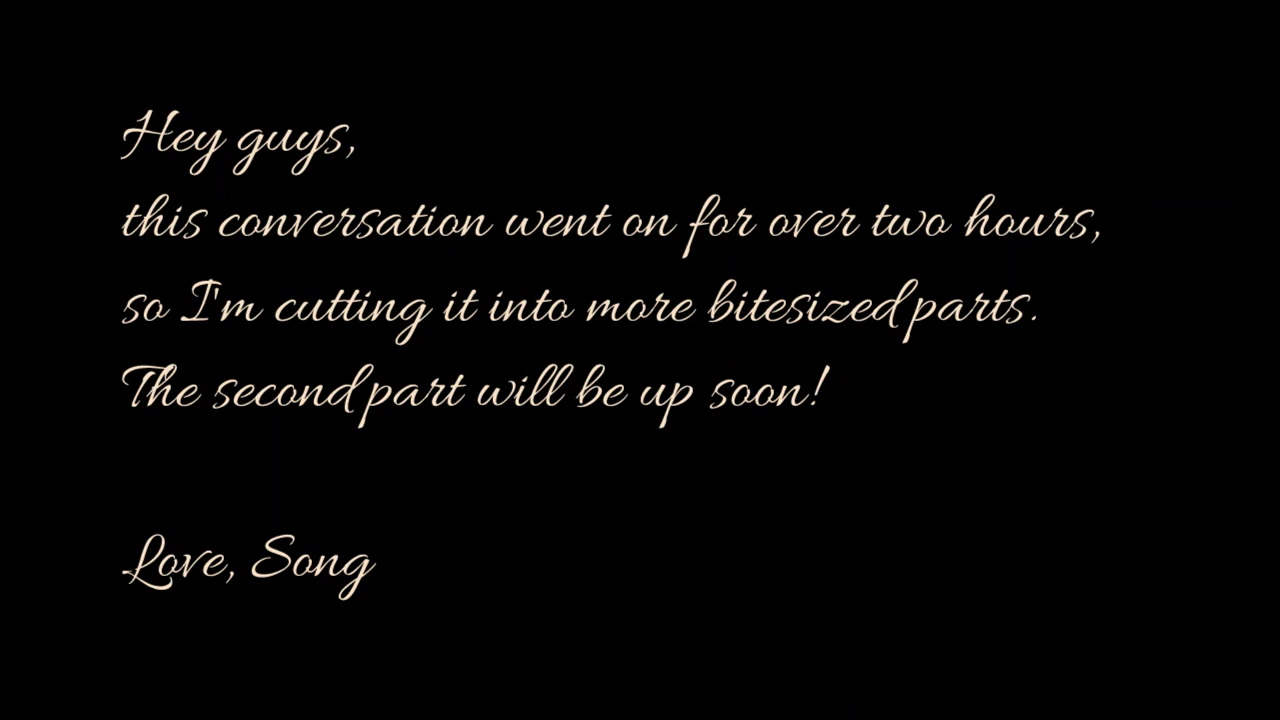 Hey guys,
this conversation went on for over two hours,
so I'm cutting it into more bitesized parts.
The second part will be up soon!
Love, Song